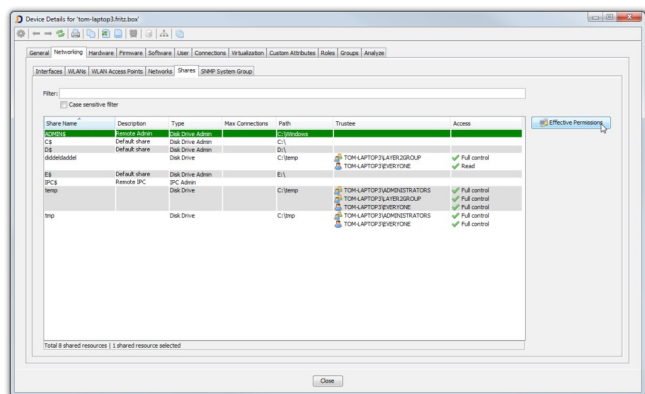 Device Details for 'tom-laptop3.fritz.box'
General Networking Hardware Firmware Software User Connections Virtualization Custom Attributes Roles Groups Analyze
Interfaces WLANs WLAN Access Points Networks Shares SNMP System Group
Filter:
Case sensitive filter
Share Name Description Type Max Connections Path Trustee Access
Effective Permissions
ADMIN$ Remote Admin Disk Drive Admin C:\Windows
C$ Default share Disk Drive Admin C:\
D$ Default share Disk Drive Admin D:\
diddeldaddel Disk Drive C:\temp TOM-LAPTOP3\LAYER2GROUP Full control
TOM-LAPTOP3\EVERYONE Read
E$ Default share Disk Drive Admin E:\
IPC$ Remote IPC IPC Admin
temp Disk Drive C:\temp TOM-LAPTOP3\ADMINISTRATORS Full control
TOM-LAPTOP3\LAYER2GROUP Full control
TOM-LAPTOP3\EVERYONE Full control
tmp Disk Drive C:\tmp TOM-LAPTOP3\ADMINISTRATORS Full control
TOM-LAPTOP3\EVERYONE Full control
Total 8 shared resources | 1 shared resource selected
Close